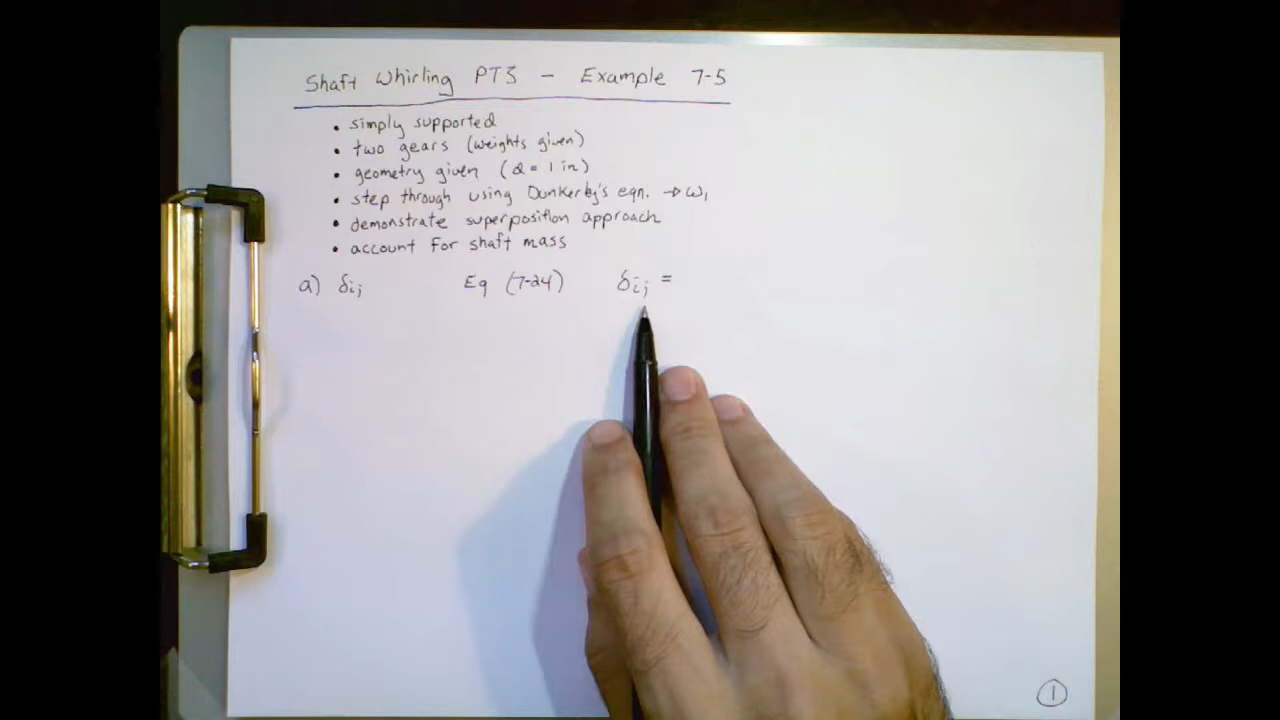 Shaft Whirling PT3 - Example 7-5
• simply supported
• two gears (weights given)
• geometry given (d = 1 in)
• step through using Dunkerley's eqn. → ω₁
• demonstrate superposition approach
• account for shaft mass
a) δij Eq (7-24) δij =
1